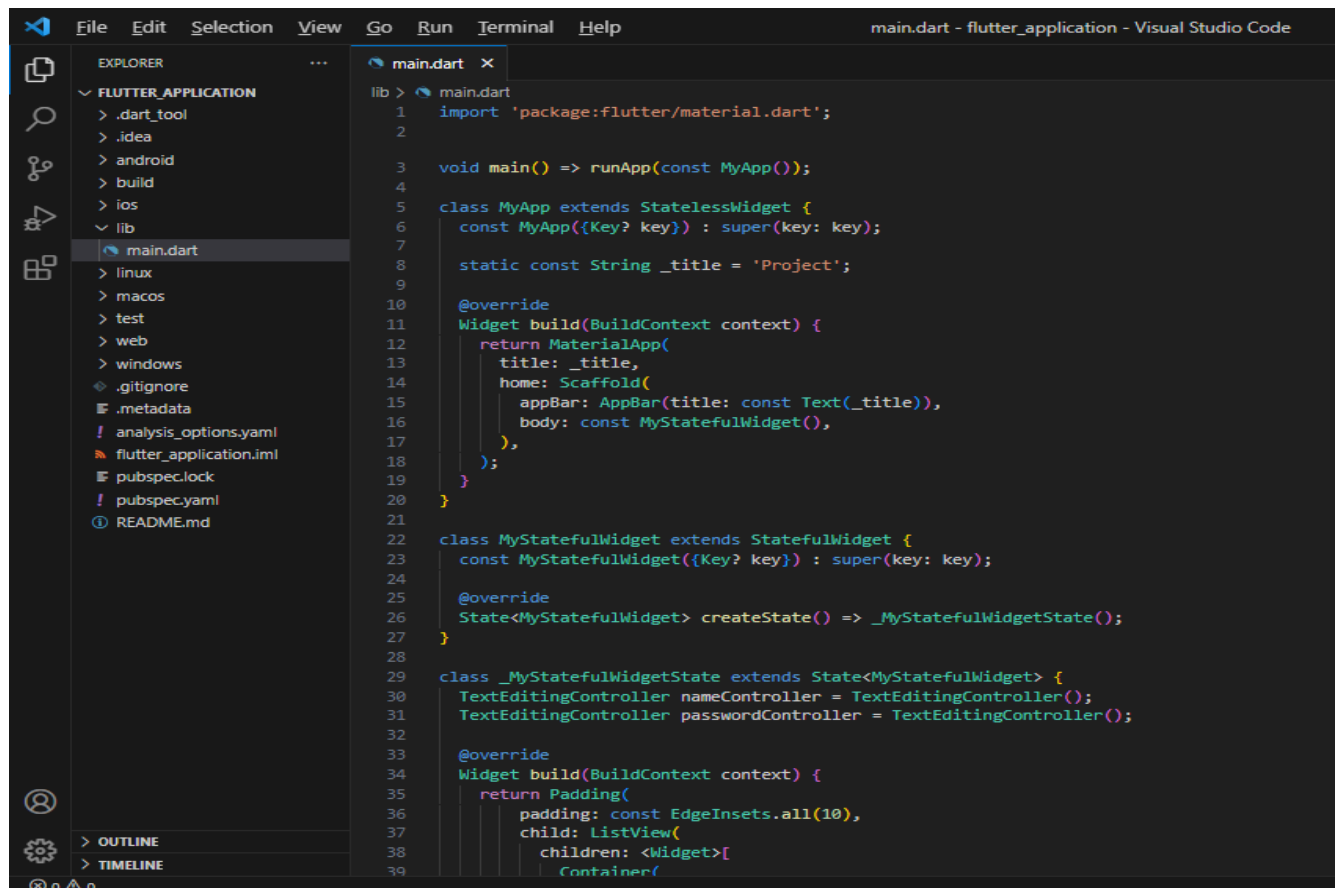 File Edit Selection View Go Run Terminal Help main.dart - flutter_application - Visual Studio Code
EXPLORER ···
FLUTTER_APPLICATION
.dart_tool
.idea
android
build
ios
lib
main.dart
linux
macos
test
web
windows
.gitignore
.metadata
analysis_options.yaml
flutter_application.iml
pubspec.lock
pubspec.yaml
README.md
OUTLINE
TIMELINE
0 0
main.dart ×
lib > main.dart
1 import 'package:flutter/material.dart';
2
3 void main() => runApp(const MyApp());
4
5 class MyApp extends StatelessWidget {
6 const MyApp({Key? key}) : super(key: key);
7
8 static const String _title = 'Project';
9
10 @override
11 Widget build(BuildContext context) {
12 return MaterialApp(
13 title: _title,
14 home: Scaffold(
15 appBar: AppBar(title: const Text(_title)),
16 body: const MyStatefulWidget(),
17 ),
18 );
19 }
20 }
21
22 class MyStatefulWidget extends StatefulWidget {
23 const MyStatefulWidget({Key? key}) : super(key: key);
24
25 @override
26 State<MyStatefulWidget> createState() => _MyStatefulWidgetState();
27 }
28
29 class _MyStatefulWidgetState extends State<MyStatefulWidget> {
30 TextEditingController nameController = TextEditingController();
31 TextEditingController passwordController = TextEditingController();
32
33 @override
34 Widget build(BuildContext context) {
35 return Padding(
36 padding: const EdgeInsets.all(10),
37 child: ListView(
38 children: <Widget>[
39 Container(